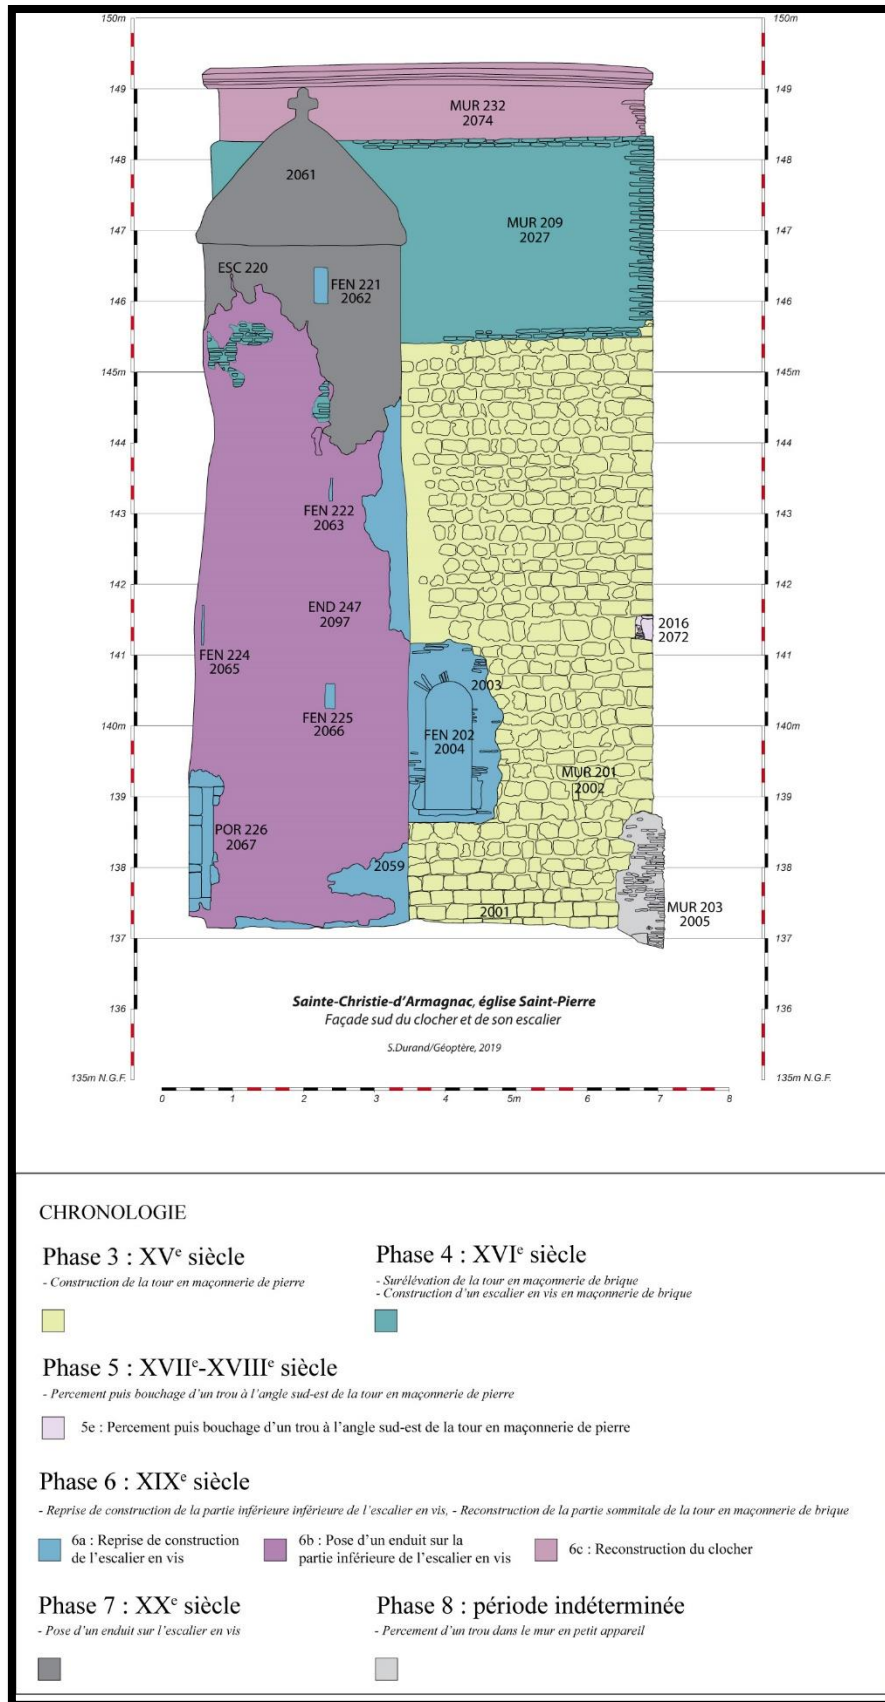 150m
150m
149
149
MUR 232
2074
148
148
2061
MUR 209
2027
147
147
ESC 220
FEN 221
2062
146
146
145m
145m
144
144
FEN 222
2063
143
143
142
142
END 247
2097
2016
2072
FEN 224
2065
141
141
2003
FEN 225
2066
FEN 202
2004
140m
140m
MUR 201
2002
139
139
POR 226
2067
138
138
2059
2001
MUR 203
2005
137
137
Sainte-Christie-d'Armagnac, église Saint-Pierre
Façade sud du clocher et de son escalier
136
136
S.Durand/Géoptère, 2019
135m N.G.F.
135m N.G.F.
0 1 2 3 4 5m 6 7 8
CHRONOLOGIE
Phase 3 : XVe siècle
- Construction de la tour en maçonnerie de pierre
Phase 4 : XVIe siècle
- Surélévation de la tour en maçonnerie de brique
- Construction d'un escalier en vis en maçonnerie de brique
Phase 5 : XVIIe-XVIIIe siècle
- Percement puis bouchage d'un trou à l'angle sud-est de la tour en maçonnerie de pierre
5e : Percement puis bouchage d'un trou à l'angle sud-est de la tour en maçonnerie de pierre
Phase 6 : XIXe siècle
- Reprise de construction de la partie inférieure inférieure de l'escalier en vis, - Reconstruction de la partie sommitale de la tour en maçonnerie de brique
6a : Reprise de construction
de l'escalier en vis
6b : Pose d'un enduit sur la
partie inférieure de l'escalier en vis
6c : Reconstruction du clocher
Phase 7 : XXe siècle
- Pose d'un enduit sur l'escalier en vis
Phase 8 : période indéterminée
- Percement d'un trou dans le mur en petit appareil